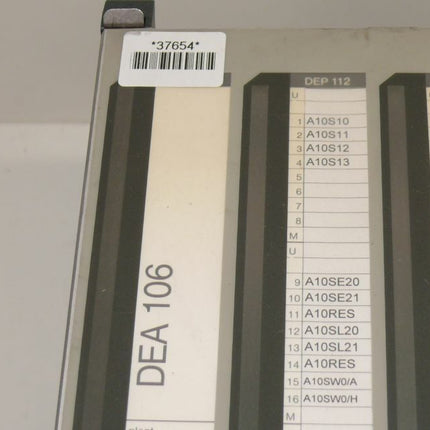 *37654*
DEA 106
DEP 112
U
1 A10S10
2 A10S11
3 A10S12
4 A10S13
5
6
7
8
M
U
9 A10SE20
10 A10SE21
11 A10RES
12 A10SL20
13 A10SL21
14 A10RES
15 A10SW0/A
16 A10SW0/H
M